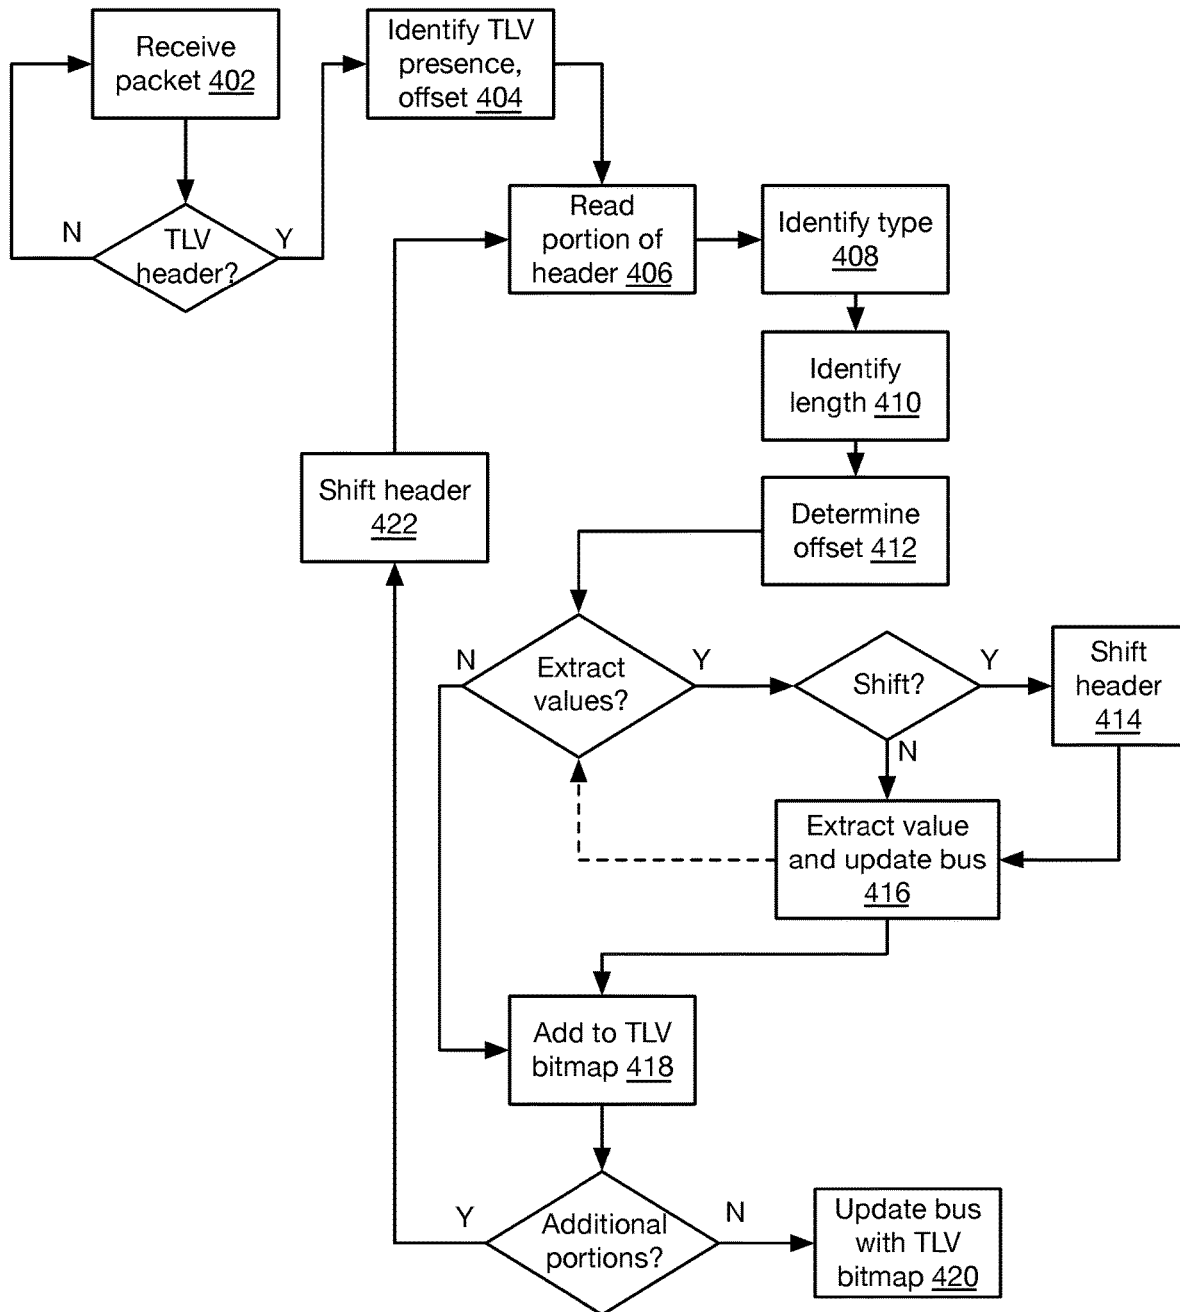 Receive
packet 402
Identify TLV
presence,
offset 404
N
TLV
header?
Y
Read
portion of
header 406
Identify type
408
Identify
length 410
Shift header
422
Determine
offset 412
N
Extract
values?
Y
Shift?
Y
N
Shift
header
414
Extract value
and update bus
416
Add to TLV
bitmap 418
Y
Additional
portions?
N
Update bus
with TLV
bitmap 420